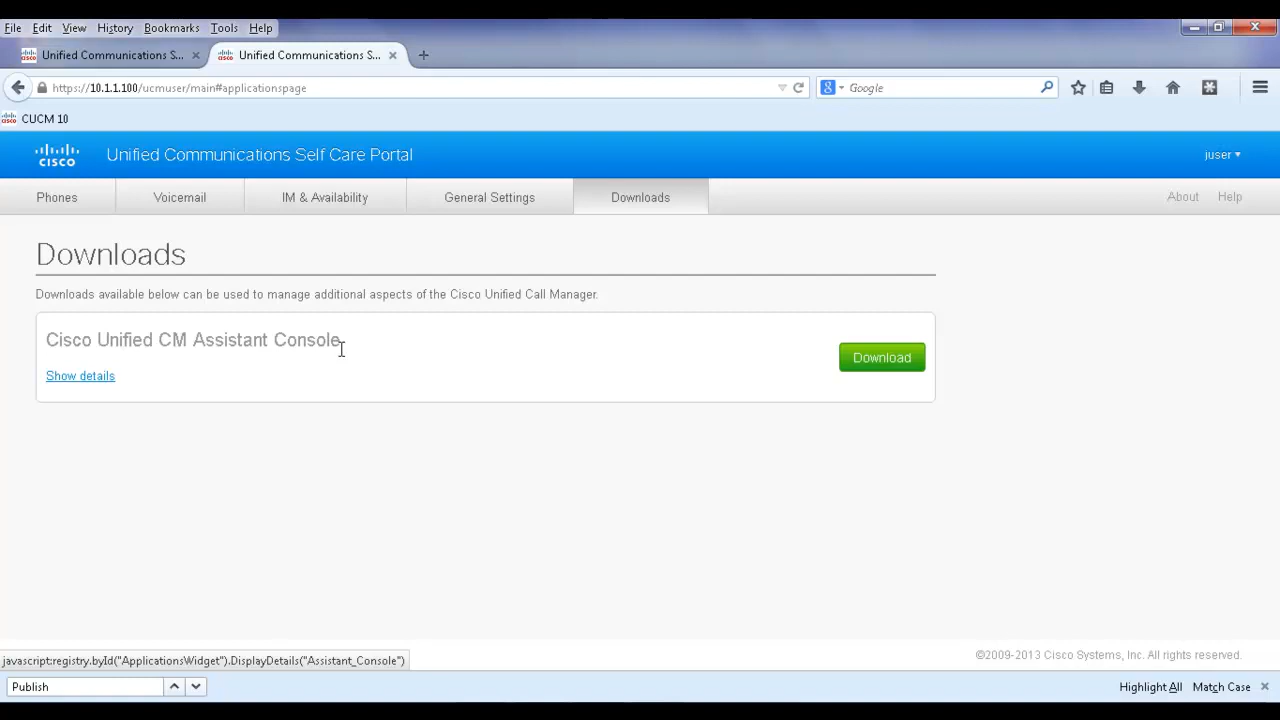 File Edit View History Bookmarks Tools Help
Unified Communications S... Unified Communications S...
https://10.1.1.100/ucmuser/main#applicationspage
Google
CUCM 10
CISCO Unified Communications Self Care Portal juser
Phones Voicemail IM & Availability General Settings Downloads About Help
Downloads
Downloads available below can be used to manage additional aspects of the Cisco Unified Call Manager.
Cisco Unified CM Assistant Console
Download
Show details
©2009-2013 Cisco Systems, Inc. All rights reserved.
javascript:registry.byId("ApplicationsWidget").DisplayDetails("Assistant_Console")
Publish Highlight All Match Case